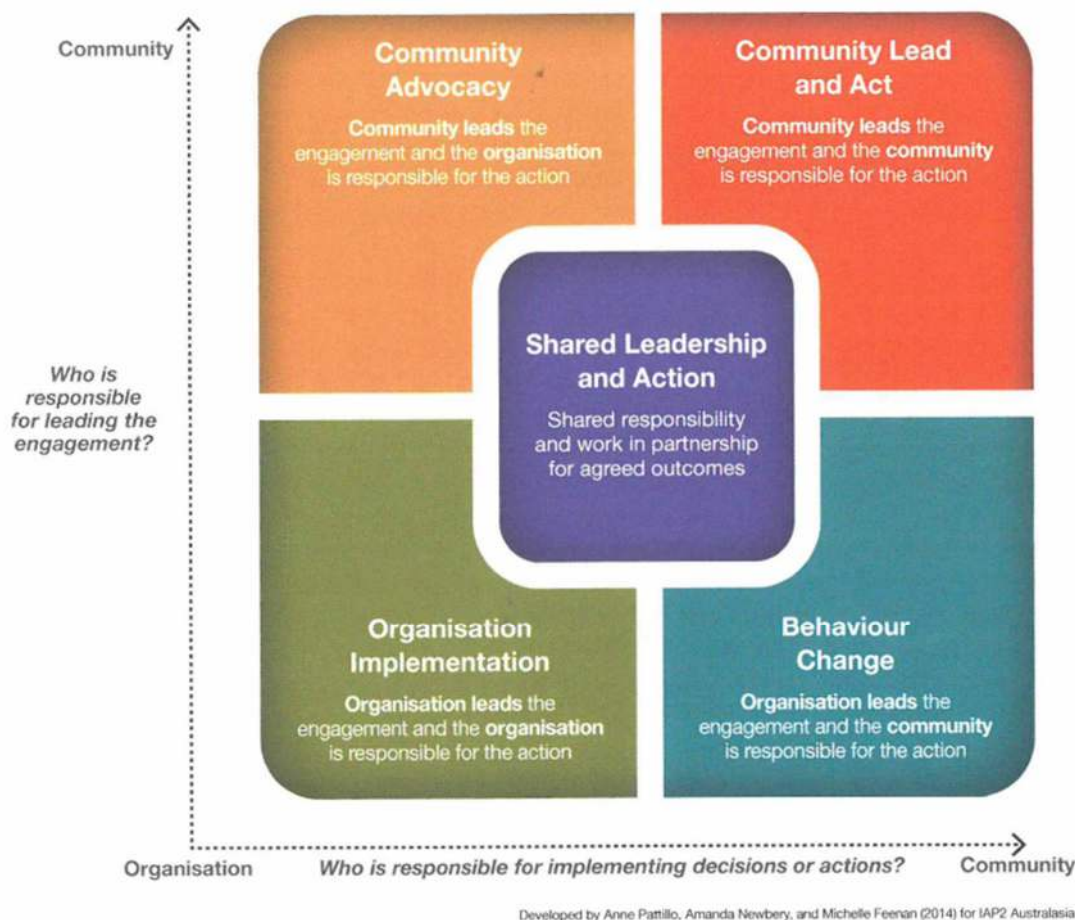 Community
Community
Advocacy
Community leads the
engagement and the organisation
is responsible for the action
Community Lead
and Act
Community leads the
engagement and the community
is responsible for the action
Who is
responsible
for leading the
engagement?
Shared Leadership
and Action
Shared responsibility
and work in partnership
for agreed outcomes
Organisation
Implementation
Organisation leads the
engagement and the organisation
is responsible for the action
Behaviour
Change
Organisation leads the
engagement and the community
is responsible for the action
Organisation
Who is responsible for implementing decisions or actions?
Community
Developed by Anne Pattillo, Amanda Newbery, and Michelle Feenan (2014) for IAP2 Australasia